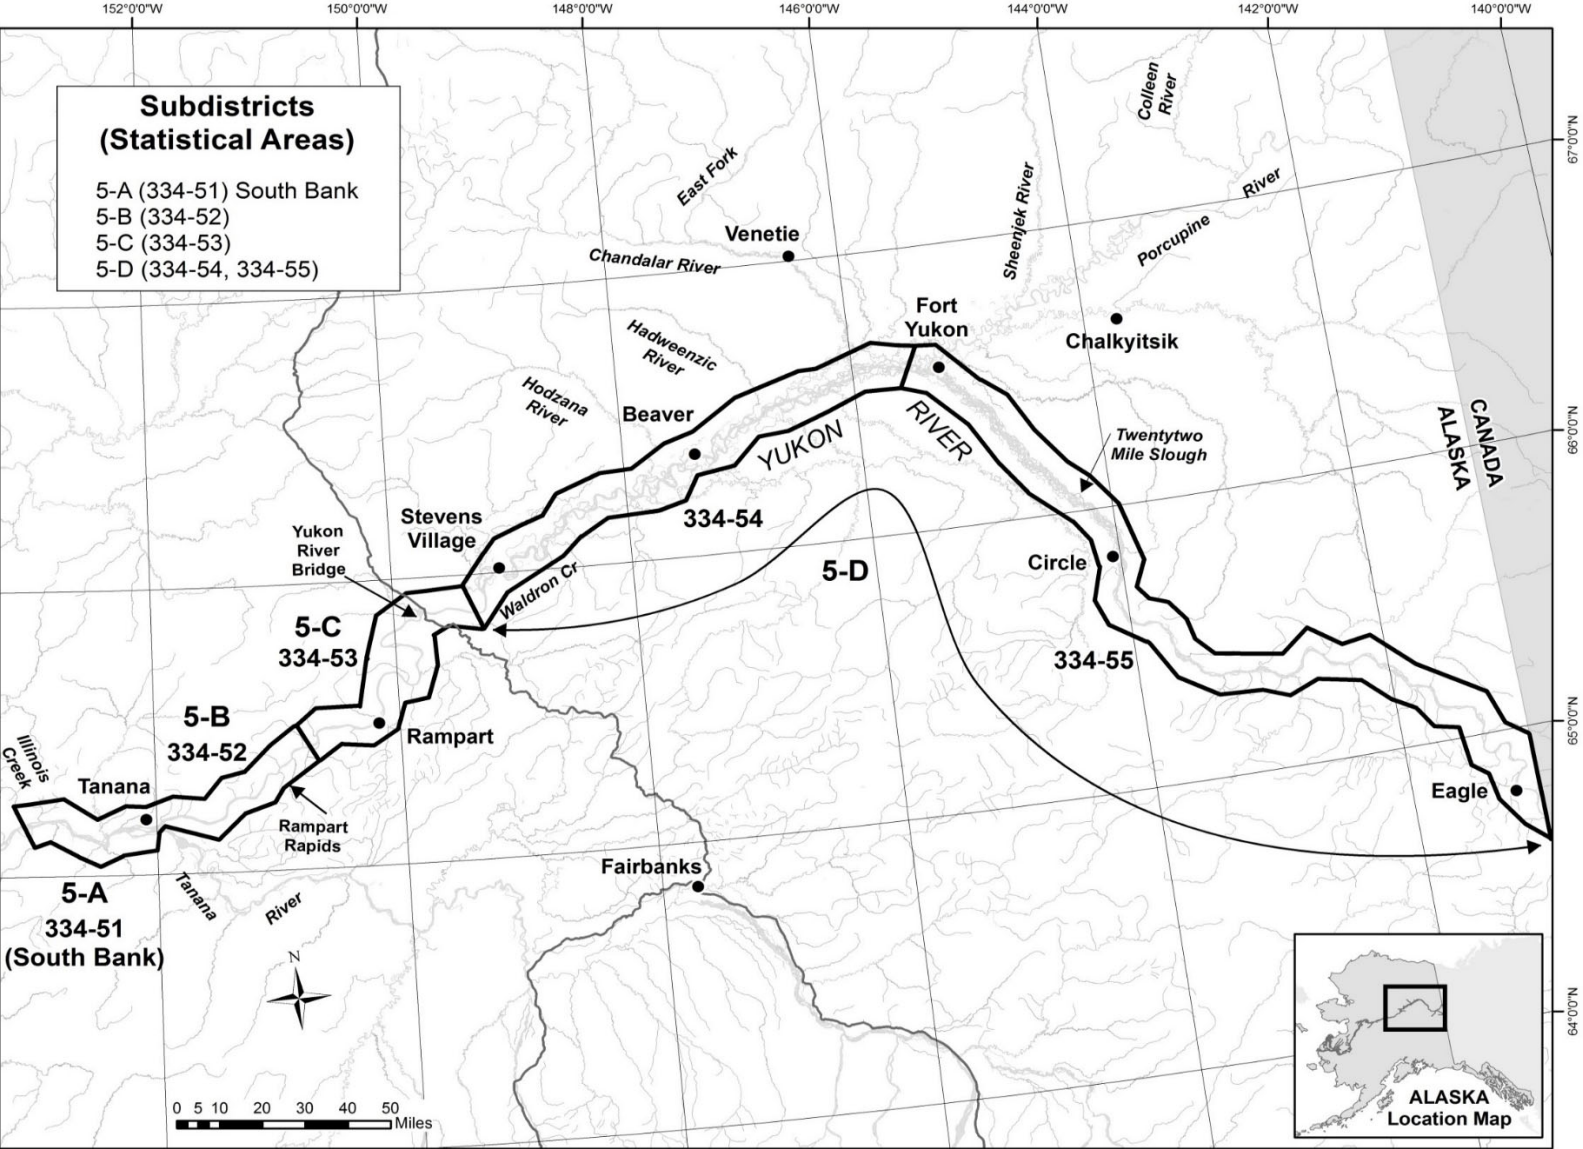 152°0'0"W
150°0'0"W
148°0'0"W
146°0'0"W
144°0'0"W
142°0'0"W
140°0'0"W
Subdistricts
(Statistical Areas)
5-A (334-51) South Bank
5-B (334-52)
5-C (334-53)
5-D (334-54, 334-55)
Colleen
River
67°0'0"N
East Fork
Sheenjek River
Porcupine
River
Venetie
Chandalar River
Fort
Yukon
Chalkyitsik
Hadweenzic
River
Hodzana
River
Beaver
YUKON
RIVER
Twentytwo
Mile Slough
ALASKA
CANADA
66°0'0"N
334-54
Stevens
Village
Yukon
River
Bridge
Waldron Cr
5-D
Circle
5-C
334-53
334-55
5-B
334-52
Rampart
65°0'0"N
Illinois
Creek
Tanana
Rampart
Rapids
Eagle
Fairbanks
5-A
334-51
(South Bank)
Tanana
River
N
64°0'0"N
0 5 10 20 30 40 50
Miles
ALASKA
Location Map